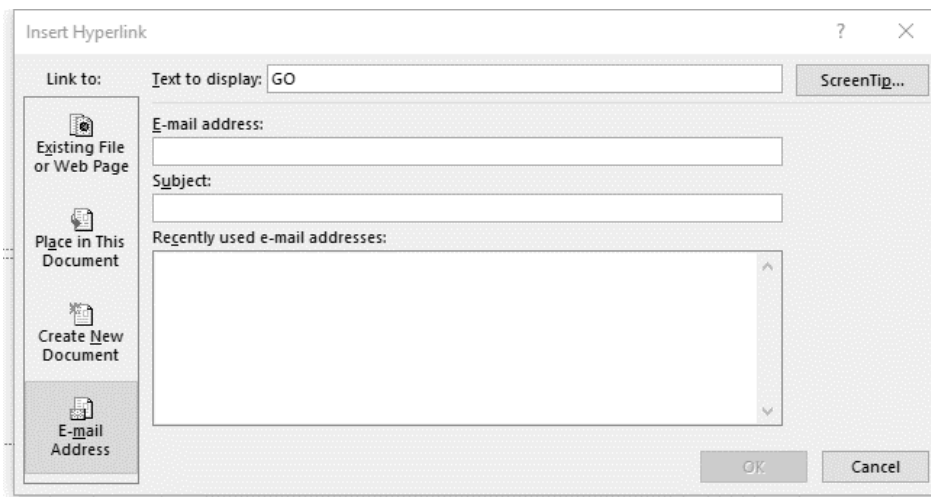 Insert Hyperlink
?
Link to:
Text to display: GO
ScreenTip...
Existing File
or Web Page
Place in This
Document
Create New
Document
E-mail
Address
E-mail address:
Subject:
Recently used e-mail addresses:
OK
Cancel